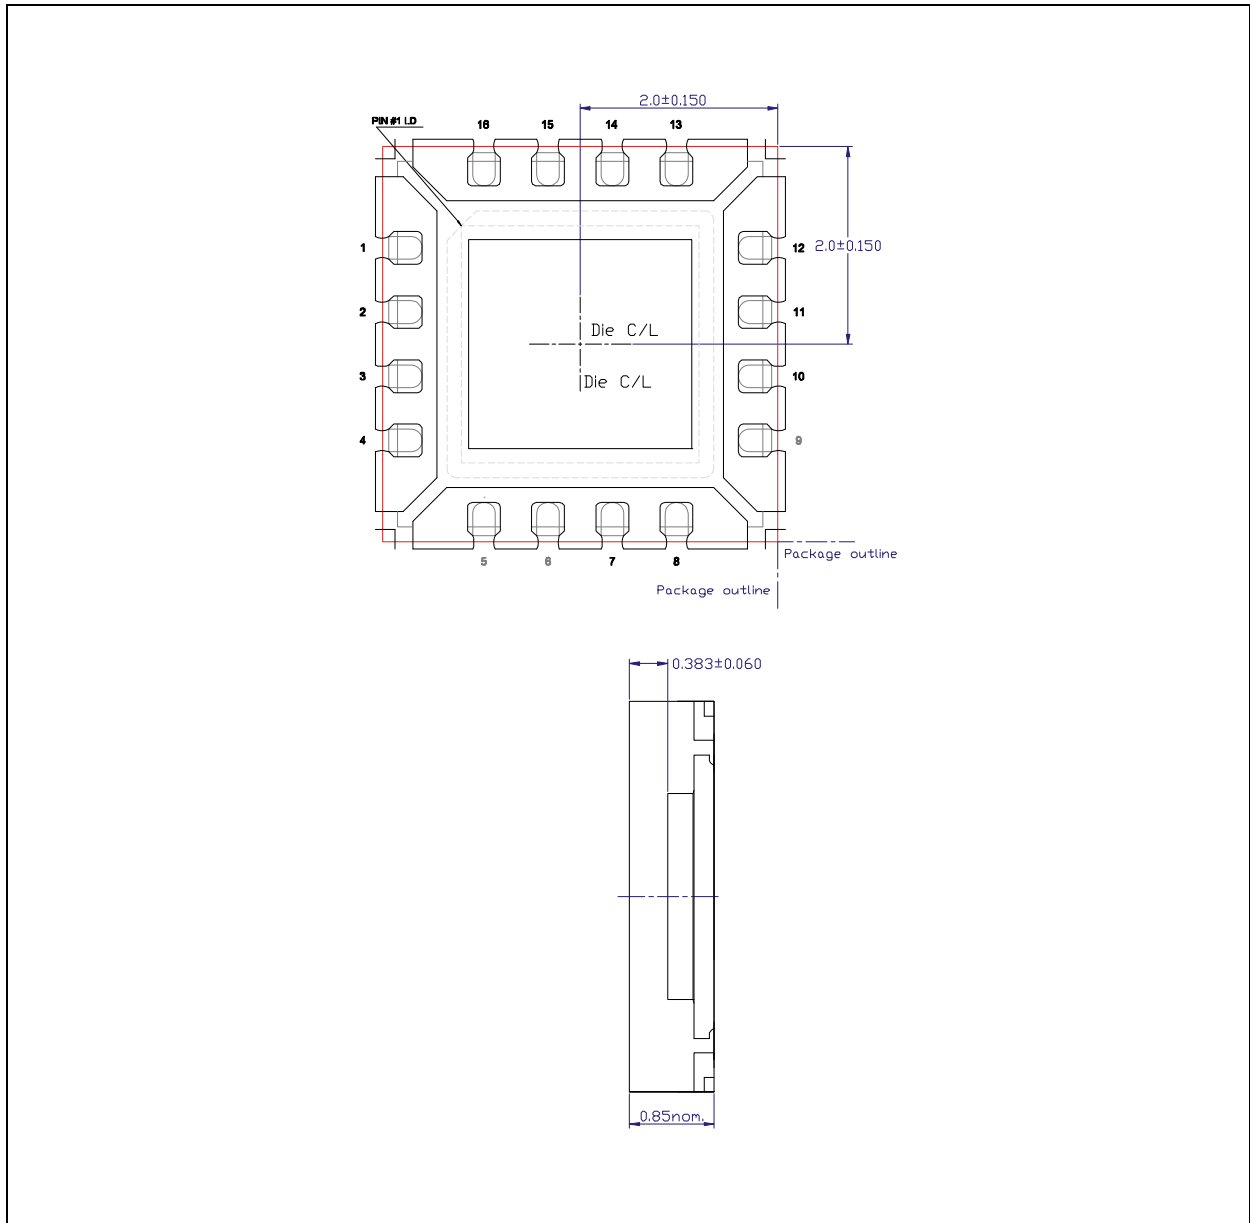 2.0±0.150
PIN #1 I.D
16 15 14 13
1 12 2.0±0.150
2 11
Die C/L
3 10
Die C/L
4 9
Package outline
5 6 7 8
Package outline
0.383±0.060
0.85nom.